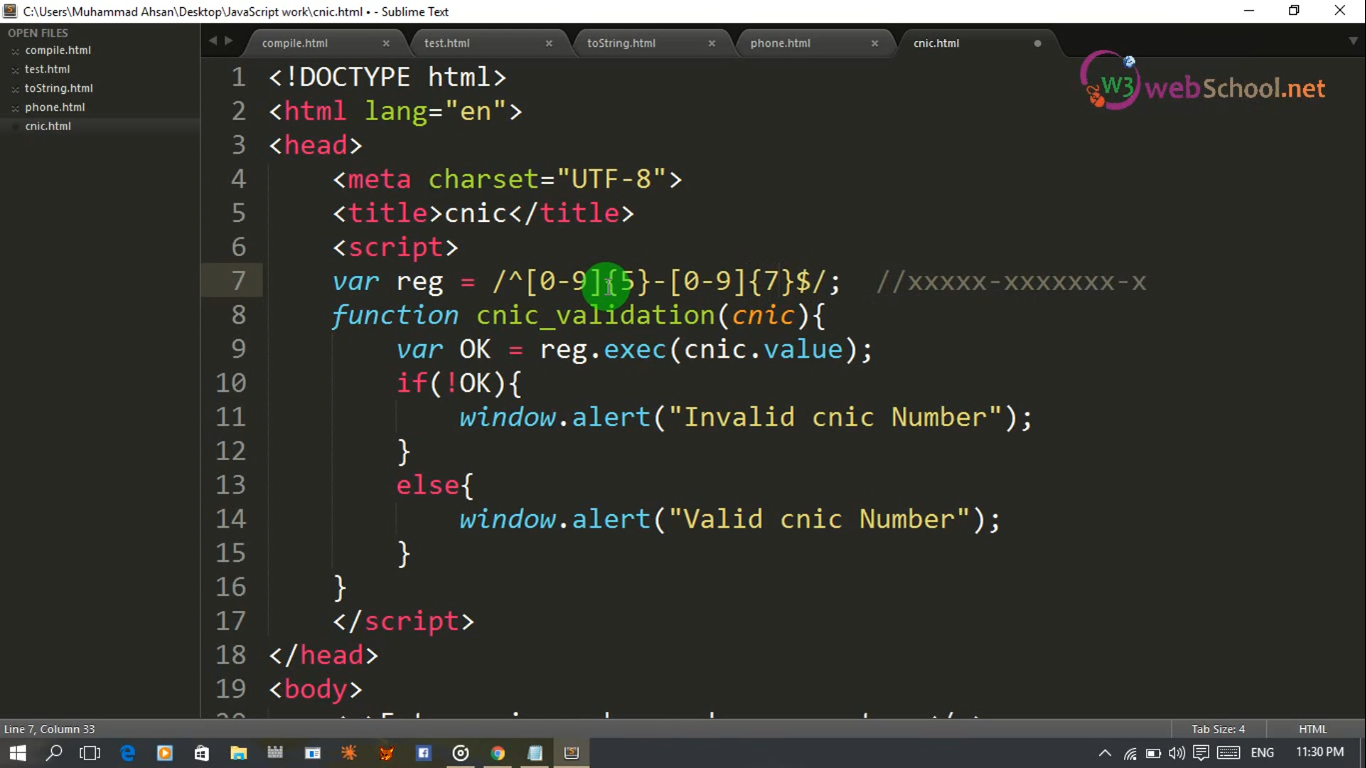 C:\Users\Muhammad Ahsan\Desktop\JavaScript work\cnic.html • - Sublime Text
OPEN FILES
compile.html
test.html
toString.html
phone.html
cnic.html
compile.html
test.html
toString.html
phone.html
cnic.html
W3 webSchool.net
1 <!DOCTYPE html>
2 <html lang="en">
3 <head>
4 <meta charset="UTF-8">
5 <title>cnic</title>
6 <script>
7 var reg = /^[0-9]{5}-[0-9]{7}$/; //xxxxx-xxxxxxx-x
8 function cnic_validation(cnic){
9 var OK = reg.exec(cnic.value);
10 if(!OK){
11 window.alert("Invalid cnic Number");
12 }
13 else{
14 window.alert("Valid cnic Number");
15 }
16 }
17 </script>
18 </head>
19 <body>
Line 7, Column 33
Tab Size: 4
HTML
ENG
11:30 PM